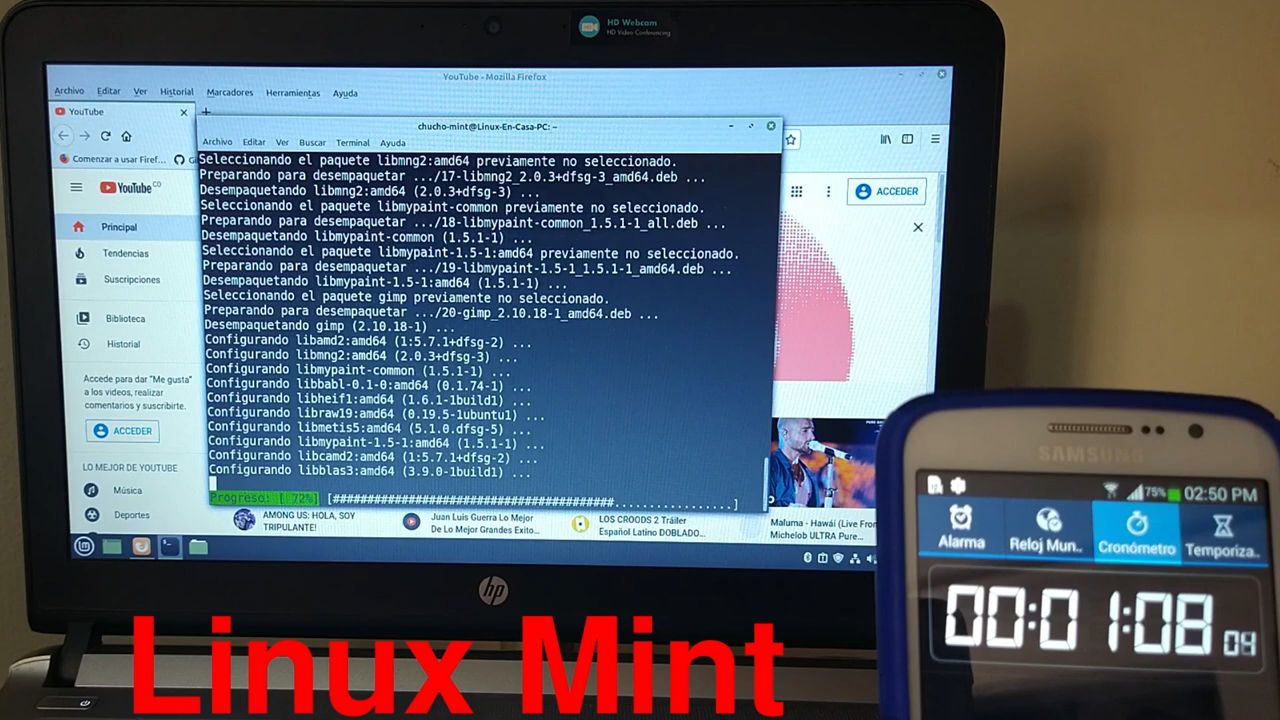 HD Webcam
HD Video Conferencing
YouTube - Mozilla Firefox
Archivo Editar Ver Historial Marcadores Herramientas Ayuda
YouTube
Comenzar a usar Firef...
YouTube CO
ACCEDER
Principal
Tendencias
Suscripciones
Biblioteca
Historial
Accede para dar "Me gusta"
a los videos, realizar
comentarios y suscribirte.
ACCEDER
LO MEJOR DE YOUTUBE
Música
Deportes
chucho-mint@Linux-En-Casa-PC: ~
Archivo Editar Ver Buscar Terminal Ayuda
Seleccionando el paquete libmng2:amd64 previamente no seleccionado.
Preparando para desempaquetar .../17-libmng2_2.0.3+dfsg-3_amd64.deb ...
Desempaquetando libmng2:amd64 (2.0.3+dfsg-3) ...
Seleccionando el paquete libmypaint-common previamente no seleccionado.
Preparando para desempaquetar .../18-libmypaint-common_1.5.1-1_all.deb ...
Desempaquetando libmypaint-common (1.5.1-1) ...
Seleccionando el paquete libmypaint-1.5-1:amd64 previamente no seleccionado.
Preparando para desempaquetar .../19-libmypaint-1.5-1_1.5.1-1_amd64.deb ...
Desempaquetando libmypaint-1.5-1:amd64 (1.5.1-1) ...
Seleccionando el paquete gimp previamente no seleccionado.
Preparando para desempaquetar .../20-gimp_2.10.18-1_amd64.deb ...
Desempaquetando gimp (2.10.18-1) ...
Configurando libamd2:amd64 (1:5.7.1+dfsg-2) ...
Configurando libmng2:amd64 (2.0.3+dfsg-3) ...
Configurando libmypaint-common (1.5.1-1) ...
Configurando libbabl-0.1-0:amd64 (0.1.74-1) ...
Configurando libheif1:amd64 (1.6.1-1build1) ...
Configurando libraw19:amd64 (0.19.5-1ubuntu1) ...
Configurando libmetis5:amd64 (5.1.0.dfsg-5) ...
Configurando libmypaint-1.5-1:amd64 (1.5.1-1) ...
Configurando libcamd2:amd64 (1:5.7.1+dfsg-2) ...
Configurando libblas3:amd64 (3.9.0-1build1) ...
Progreso: [ 72%] [#########################################.................]
AMONG US: HOLA, SOY
TRIPULANTE!
Juan Luis Guerra Lo Mejor
De Lo Mejor Grandes Exito...
LOS CROODS 2 Tráiler
Español Latino DOBLADO...
Maluma - Hawái (Live From
Michelob ULTRA Pure...
hp
SAMSUNG
75% 02:50 PM
Alarma Reloj Mun.. Cronómetro Temporiza..
00:01:08 04
Linux Mint